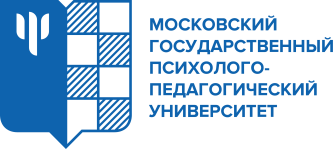 МОСКОВСКИЙ
ГОСУДАРСТВЕННЫЙ
ПСИХОЛОГО-
ПЕДАГОГИЧЕСКИЙ
УНИВЕРСИТЕТ